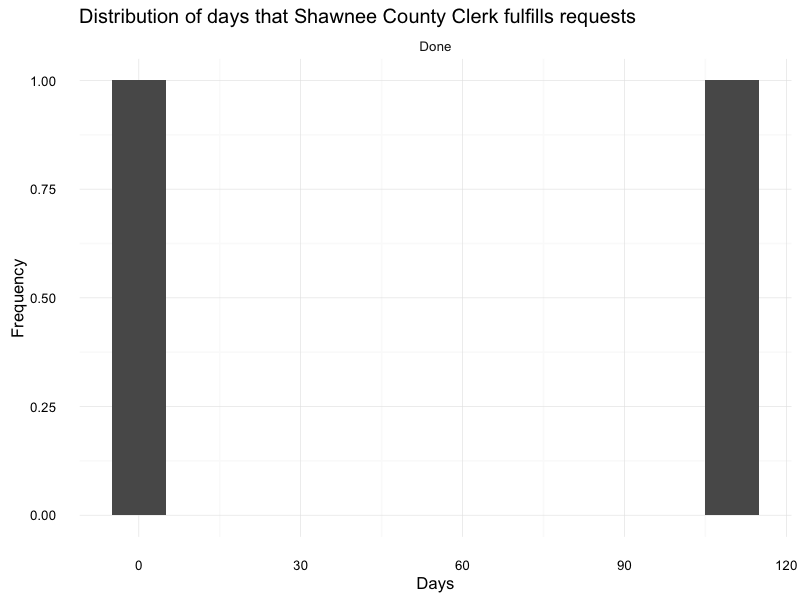 Distribution of days that Shawnee County Clerk fulfills requests
Done
1.00
0.75
0.50
0.25
0.00
Frequency
0 30 60 90 120
Days